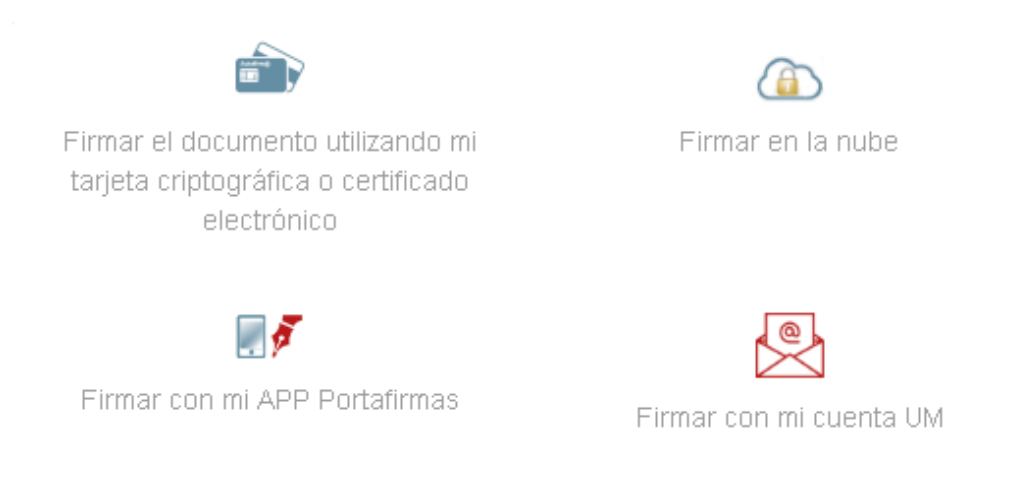 Firmar el documento utilizando mi
tarjeta criptográfica o certificado
electrónico
Firmar en la nube
Firmar con mi APP Portafirmas
@
Firmar con mi cuenta UM